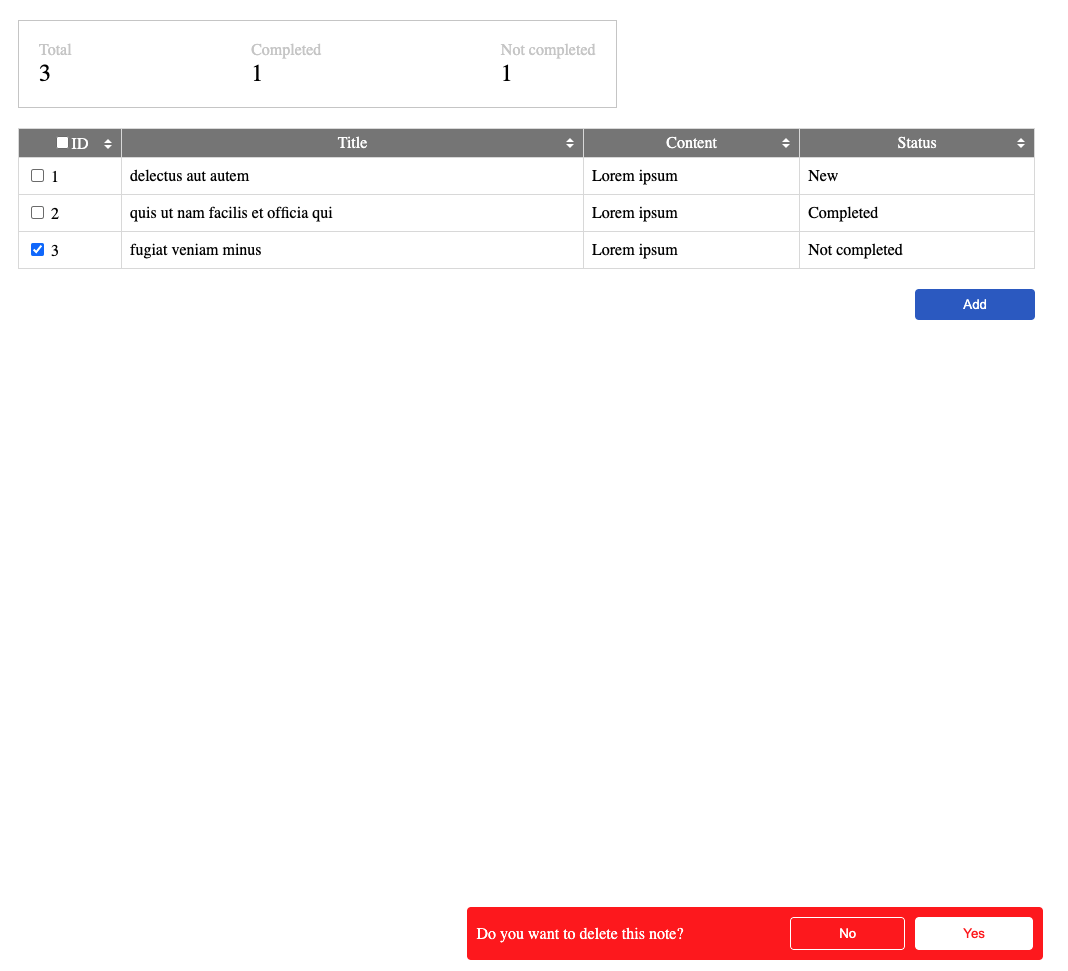 Total Completed Not completed
3 1 1
ID Title Content Status
1 delectus aut autem Lorem ipsum New
2 quis ut nam facilis et officia qui Lorem ipsum Completed
3 fugiat veniam minus Lorem ipsum Not completed
Add
Do you want to delete this note? No Yes